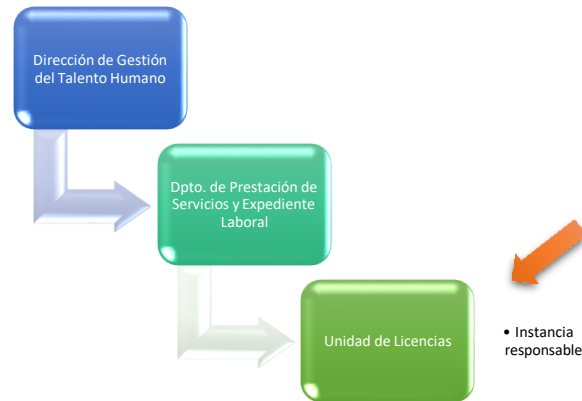 Dirección de Gestión
del Talento Humano
Dpto. de Prestación de
Servicios y Expediente
Laboral
Unidad de Licencias
• Instancia
responsable